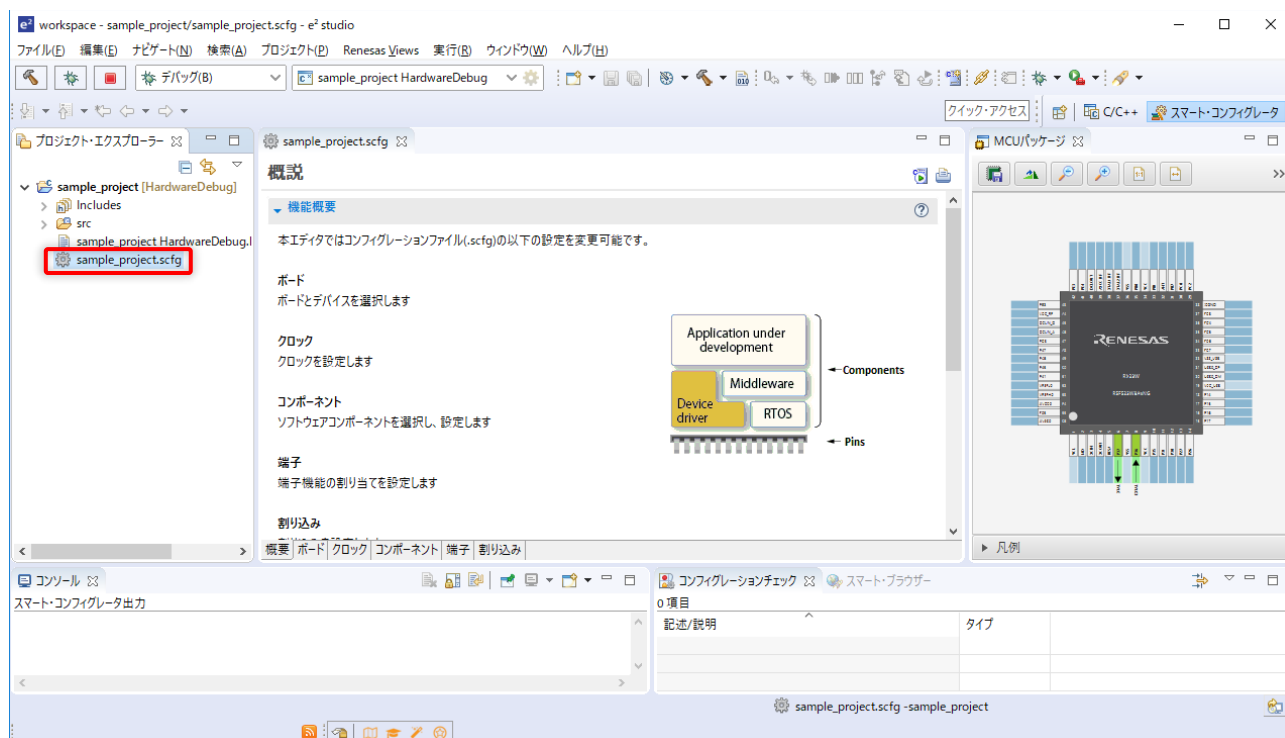 workspace - sample_project/sample_project.scfg - e² studio
ファイル(F) 編集(E) ナビゲート(N) 検索(A) プロジェクト(P) Renesas Views 実行(R) ウィンドウ(W) ヘルプ(H)
デバッグ(B) sample_project HardwareDebug
クイック・アクセス C/C++ スマート・コンフィグレータ
プロジェクト・エクスプローラー
sample_project [HardwareDebug]
Includes
src
sample_project HardwareDebug.l
sample_project.scfg
sample_project.scfg
概説
機能概要
本エディタではコンフィグレーションファイル(.scfg)の以下の設定を変更可能です。
ボード
ボードとデバイスを選択します
クロック
クロックを設定します
コンポーネント
ソフトウェアコンポーネントを選択し、設定します
端子
端子機能の割り当てを設定します
割り込み
Application under
development
Middleware
Device
driver
RTOS
Components
Pins
概要 ボード クロック コンポーネント 端子 割り込み
MCUパッケージ
RENESAS
凡例
コンソール
スマート・コンフィグレータ出力
コンフィグレーションチェック スマート・ブラウザー
0 項目
記述/説明 タイプ
sample_project.scfg -sample_project